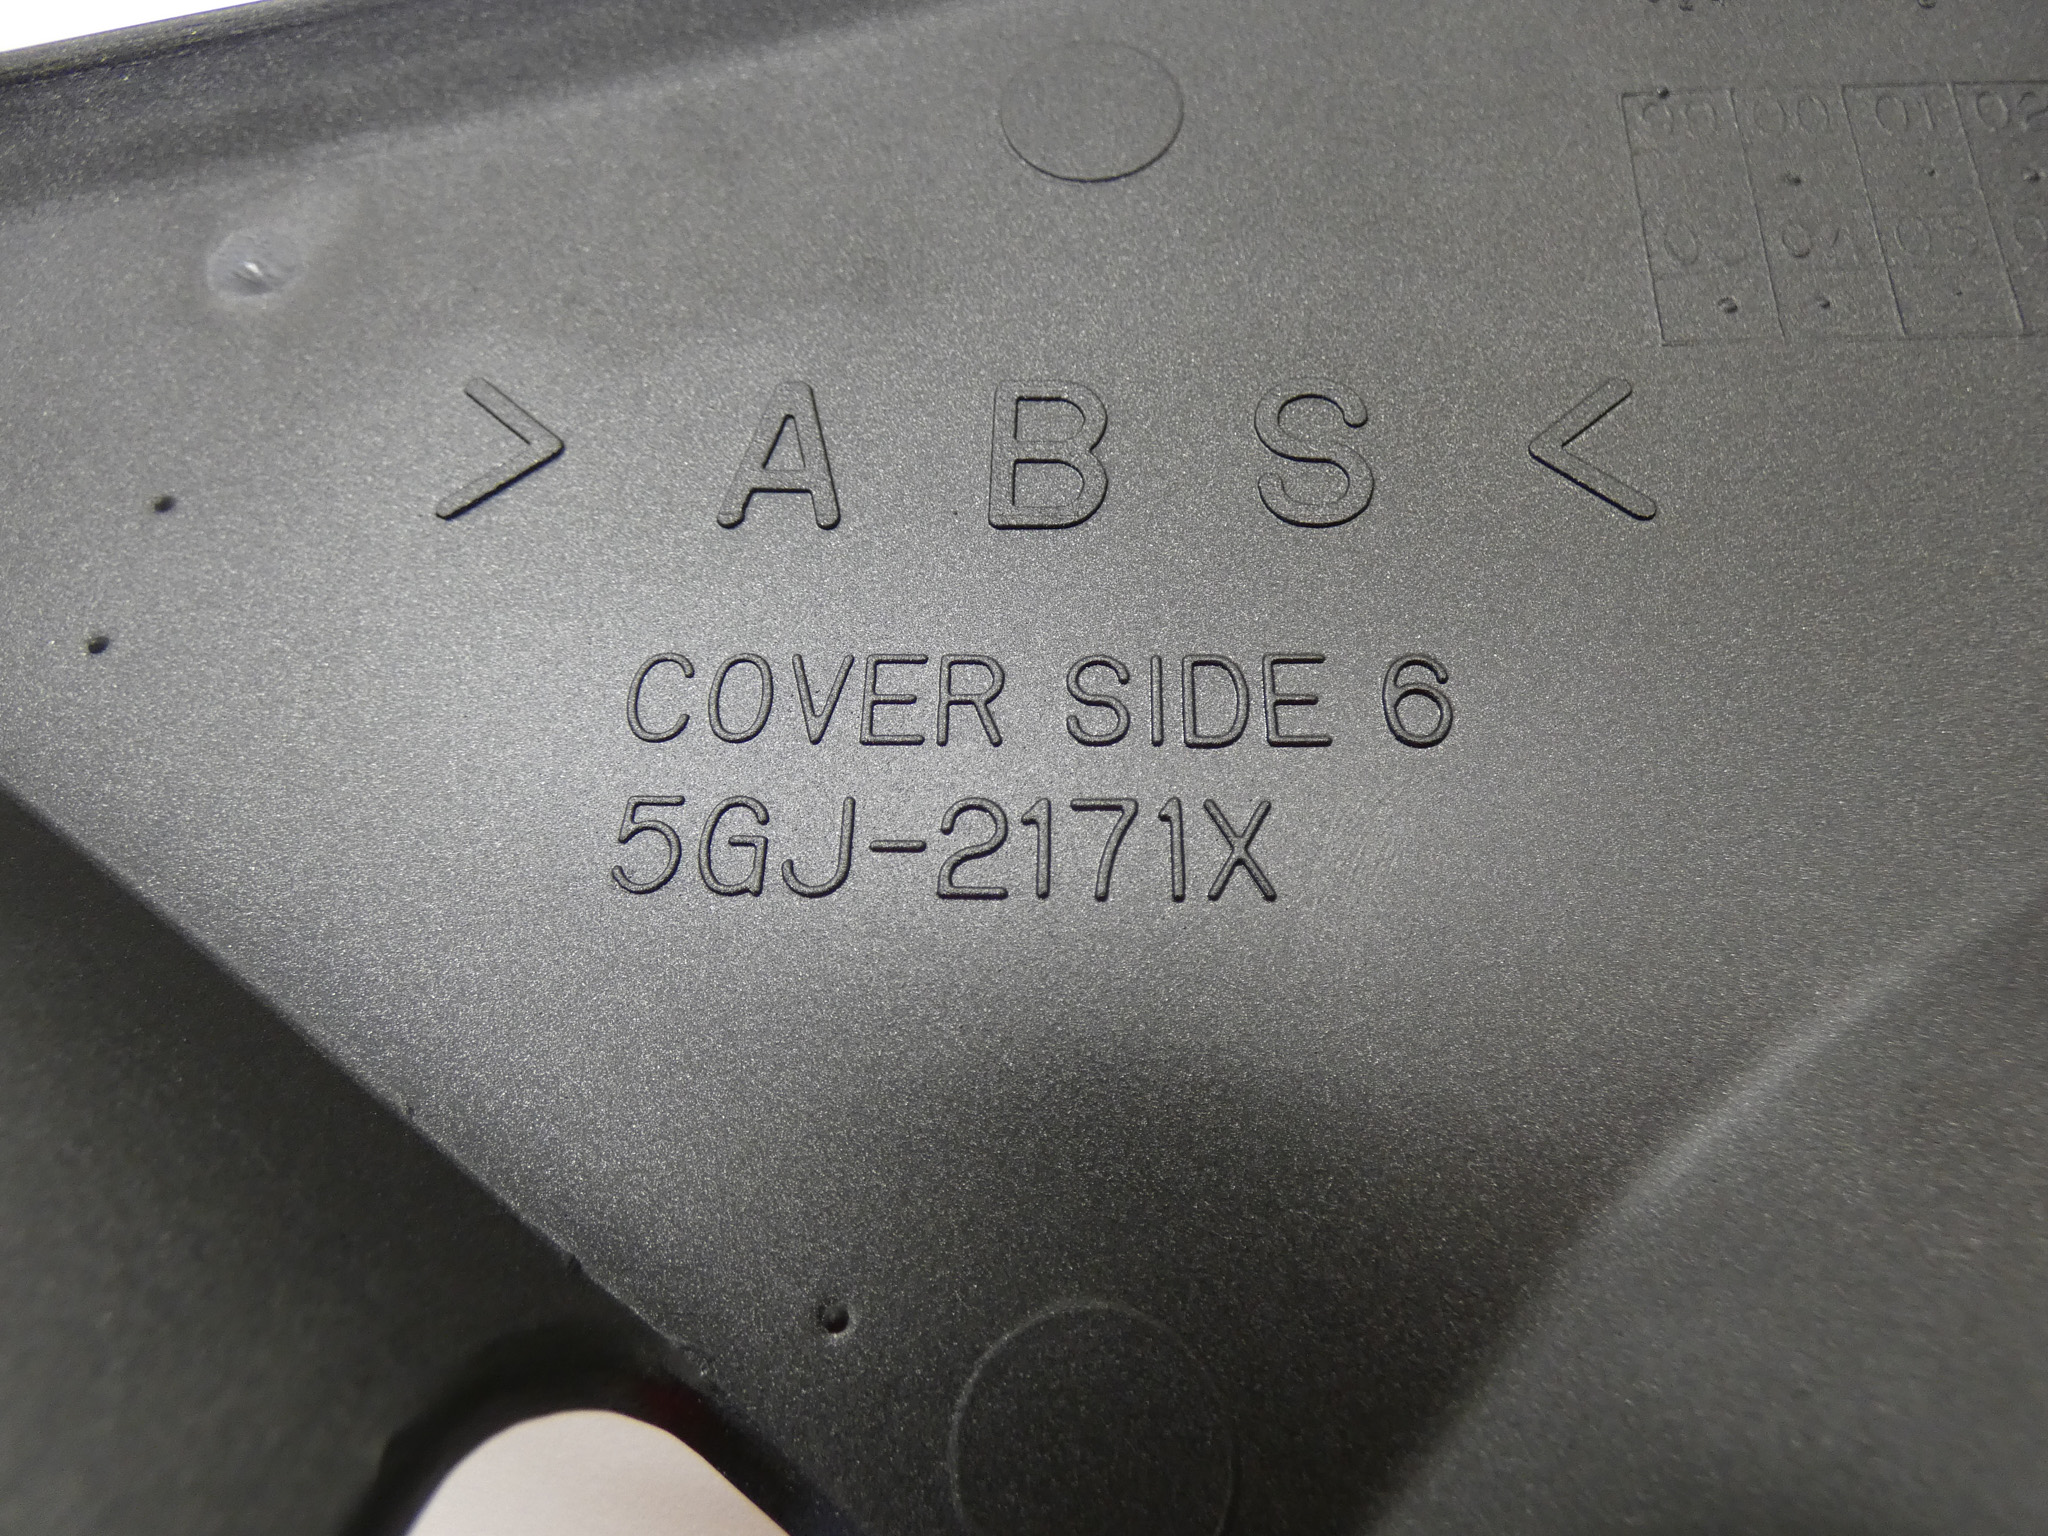 > A B S <
COVER SIDE 6
5GJ-2171X